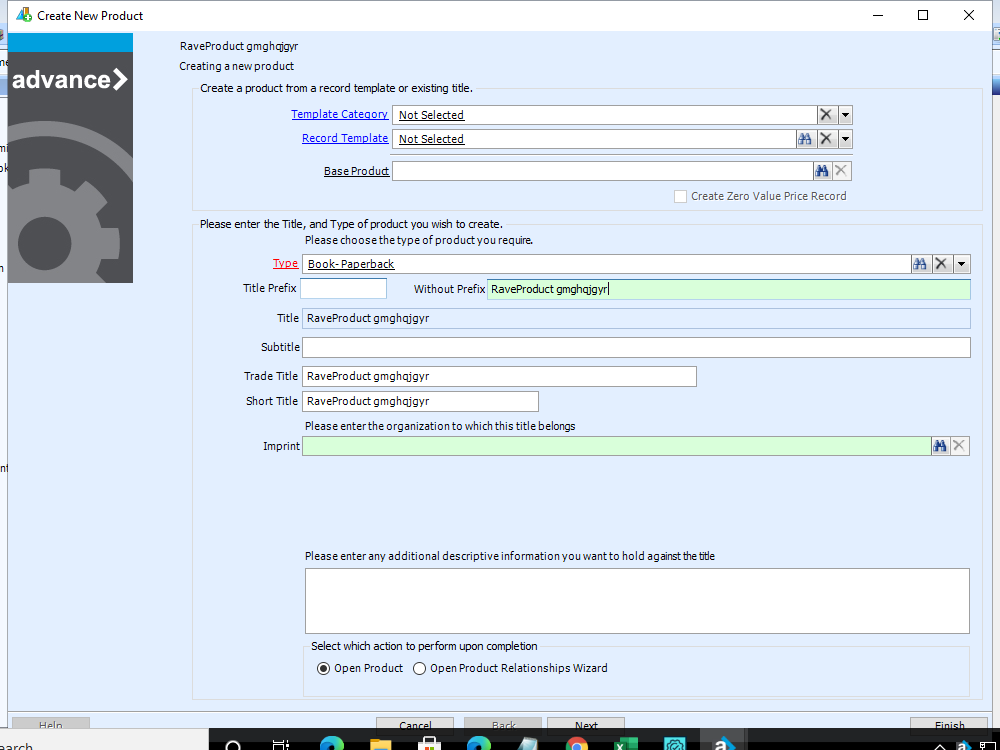 Create New Product
advance
RaveProduct gmghqjgyr
Creating a new product
Create a product from a record template or existing title.
Template Category Not Selected
Record Template Not Selected
Base Product
Create Zero Value Price Record
Please enter the Title, and Type of product you wish to create.
Please choose the type of product you require.
Type Book- Paperback
Title Prefix Without Prefix RaveProduct gmghqjgyr
Title RaveProduct gmghqjgyr
Subtitle
Trade Title RaveProduct gmghqjgyr
Short Title RaveProduct gmghqjgyr
Please enter the organization to which this title belongs
Imprint
Please enter any additional descriptive information you want to hold against the title
Select which action to perform upon completion
Open Product Open Product Relationships Wizard
Help Cancel Back Next Finish